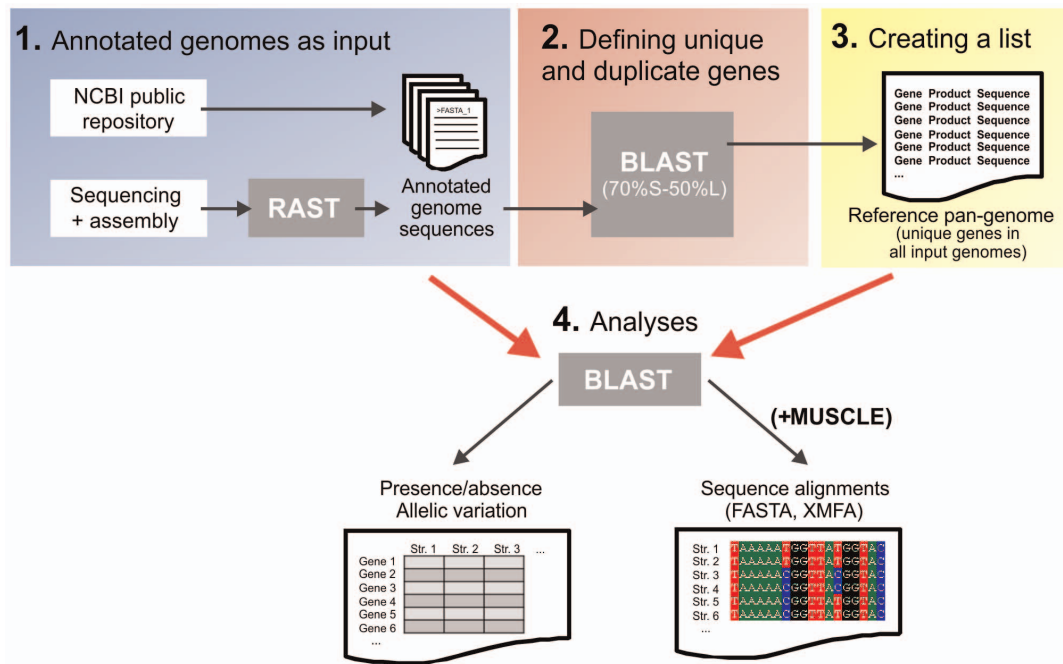 1. Annotated genomes as input
NCBI public
repository
>FASTA_1
Sequencing
+ assembly
RAST
Annotated
genome
sequences
2. Defining unique
and duplicate genes
BLAST
(70%S-50%L)
3. Creating a list
Gene Product Sequence
Gene Product Sequence
Gene Product Sequence
Gene Product Sequence
Gene Product Sequence
Gene Product Sequence
...
Reference pan-genome
(unique genes in
all input genomes)
4. Analyses
BLAST
(+MUSCLE)
Presence/absence
Allelic variation
Str. 1 Str. 2 Str. 3 ...
Gene 1
Gene 2
Gene 3
Gene 4
Gene 5
Gene 6
...
Sequence alignments
(FASTA, XMFA)
Str. 1 TAAAAATGGTTATGGTAC
Str. 2 TAAAAATGGTTATGGTAC
Str. 3 TAAAAACGGTTACGGTAC
Str. 4 TAAAAACGGTTACGGTAC
Str. 5 TAAAAACGGTTATGGTAC
Str. 6 TAAAAACGGTTATGGTAC
...